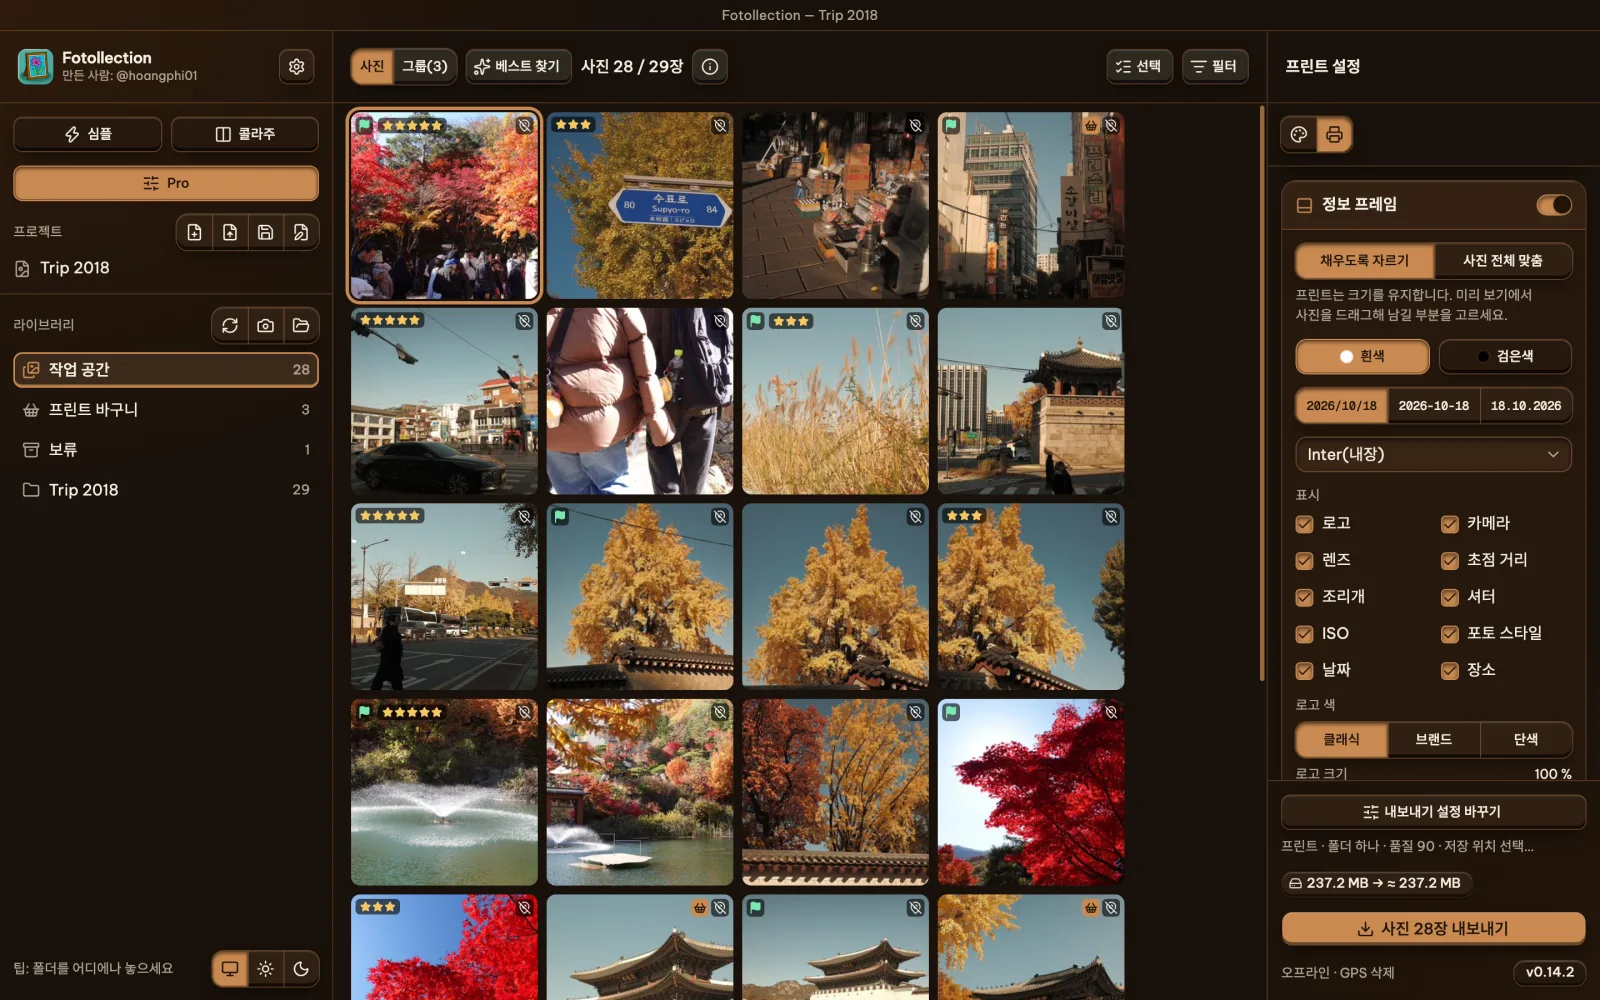 Fotollection — Trip 2018
Fotollection
만든 사람: @hoangphi01
심플
콜라주
Pro
프로젝트
Trip 2018
라이브러리
작업 공간 28
프린트 바구니 3
보류 1
Trip 2018 29
팁: 폴더를 어디에나 놓으세요
사진
그룹(3)
베스트 찾기
사진 28 / 29장
선택
필터
80 수표로 84
Supyo-ro
프린트 설정
정보 프레임
채우도록 자르기
사진 전체 맞춤
프린트는 크기를 유지합니다. 미리 보기에서
사진을 드래그해 남길 부분을 고르세요.
흰색
검은색
2026/10/18
2026-10-18
18.10.2026
Inter(내장)
표시
로고
카메라
렌즈
초점 거리
조리개
셔터
ISO
포토 스타일
날짜
장소
로고 색
클래식
브랜드
단색
로고 크기 100 %
내보내기 설정 바꾸기
프린트 · 폴더 하나 · 품질 90 · 저장 위치 선택...
237.2 MB → ≈ 237.2 MB
사진 28장 내보내기
오프라인 · GPS 삭제
v0.14.2